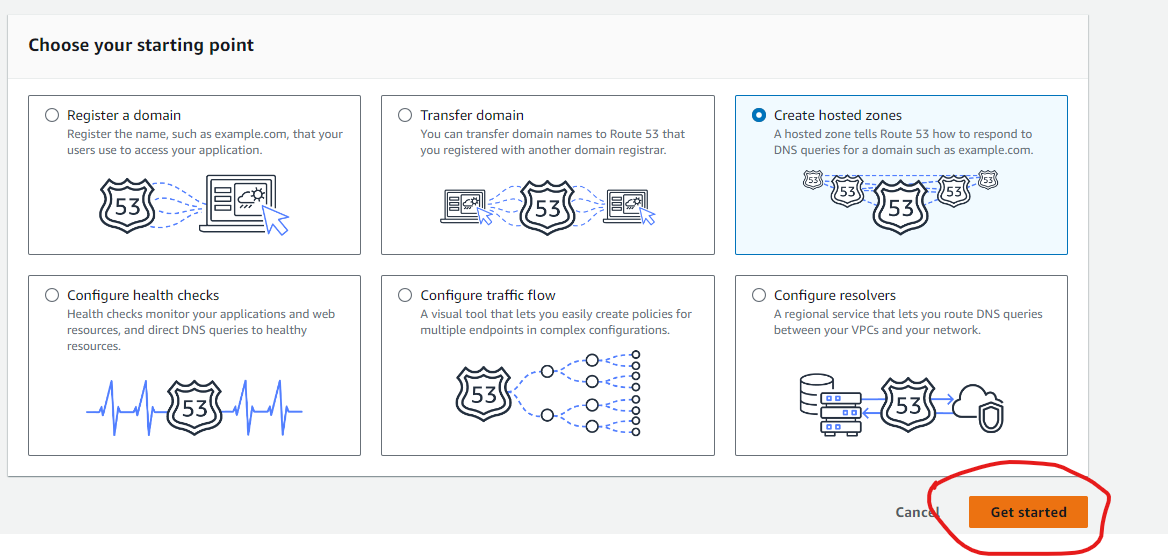 Choose your starting point
Register a domain
Register the name, such as example.com, that your
users use to access your application.
53
Transfer domain
You can transfer domain names to Route 53 that
you registered with another domain registrar.
53
Create hosted zones
A hosted zone tells Route 53 how to respond to
DNS queries for a domain such as example.com.
53
53
53
53
53
Configure health checks
Health checks monitor your applications and web
resources, and direct DNS queries to healthy
resources.
53
Configure traffic flow
A visual tool that lets you easily create policies for
multiple endpoints in complex configurations.
53
Configure resolvers
A regional service that lets you route DNS queries
between your VPCs and your network.
53
Cancel
Get started